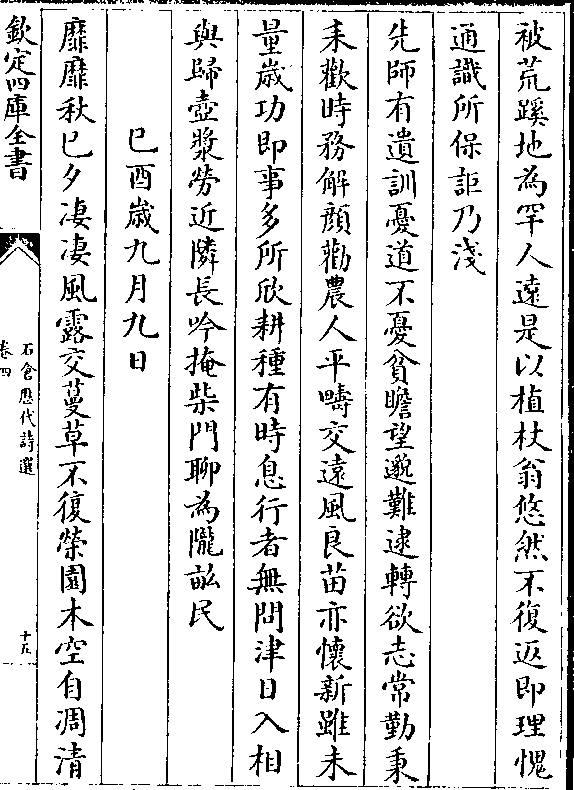 被荒蹊地為罕人遠是以植杖翁悠然不復返即理愧
通識所保詎乃淺
先師有遺訓憂道不憂貧瞻望邈難逮轉欲志常勤秉
耒歡時務解顔勸農人平疇交遠風良苗亦懷新雖未
量歳功即事多所欣耕種有時息行者無問津日入相
與歸壺漿勞近隣長吟掩柴門聊為隴畝民
巳酉歳九月九日
靡靡秋巳夕凄凄風露交蔓草不復榮園木空自凋清
欽定四庫全書
石倉歴代詩選
卷四
十五